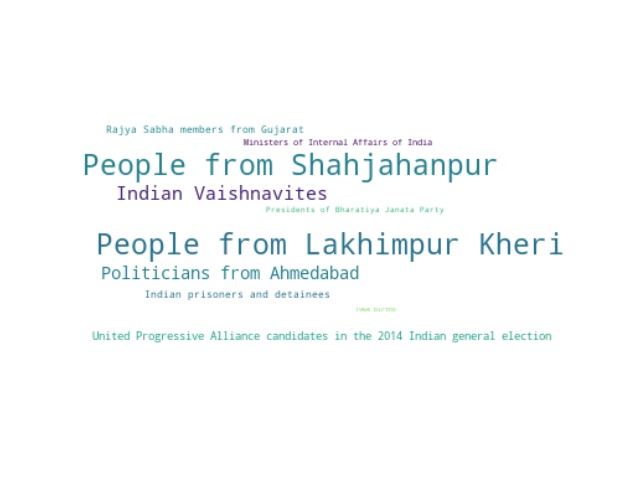 Rajya Sabha members from Gujarat
Ministers of Internal Affairs of India
People from Shahjahanpur
Indian Vaishnavites
Presidents of Bharatiya Janata Party
People from Lakhimpur Kheri
Politicians from Ahmedabad
Indian prisoners and detainees
United Progressive Alliance candidates in the 2014 Indian general election